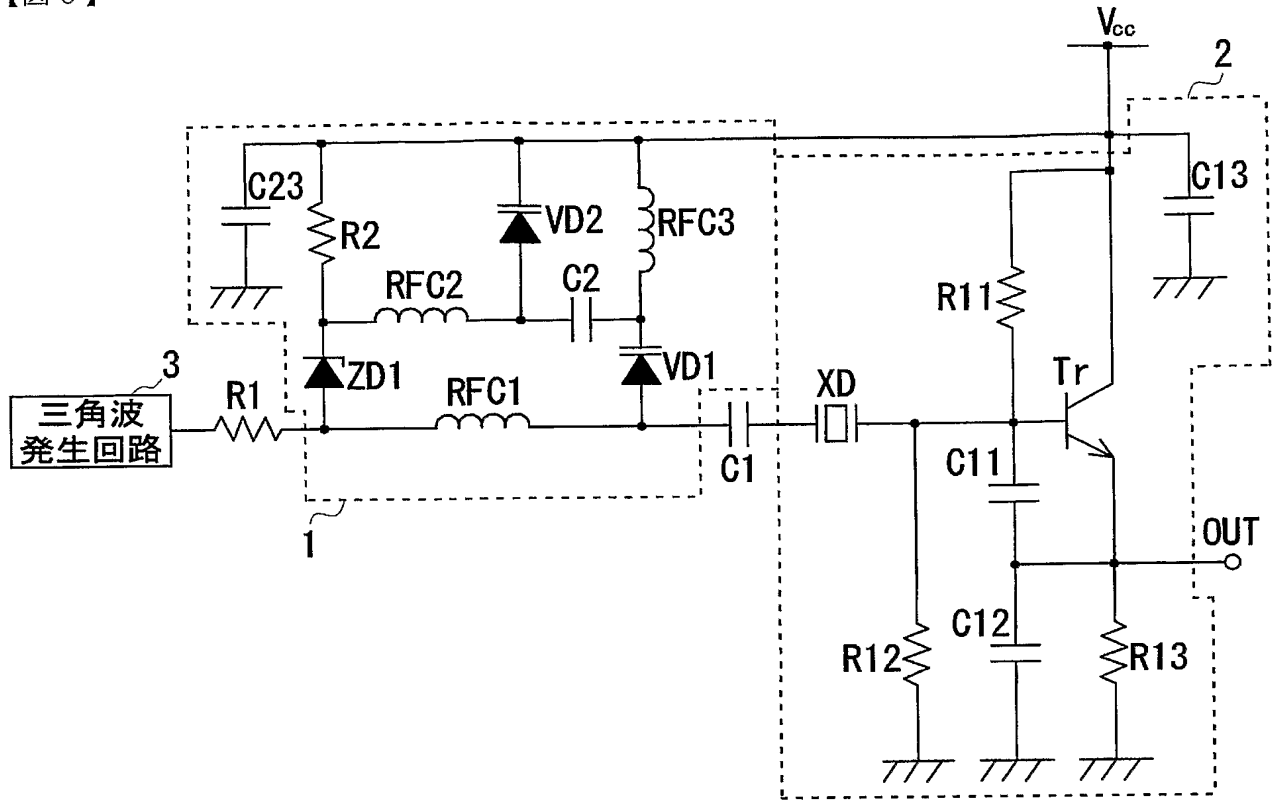 Vcc
2
C23
R2
VD2
RFC3
C13
RFC2
C2
R11
3
ZD1
RFC1
VD1
XD
Tr
三角波
発生回路
R1
C1
C11
1
OUT
R12
C12
R13